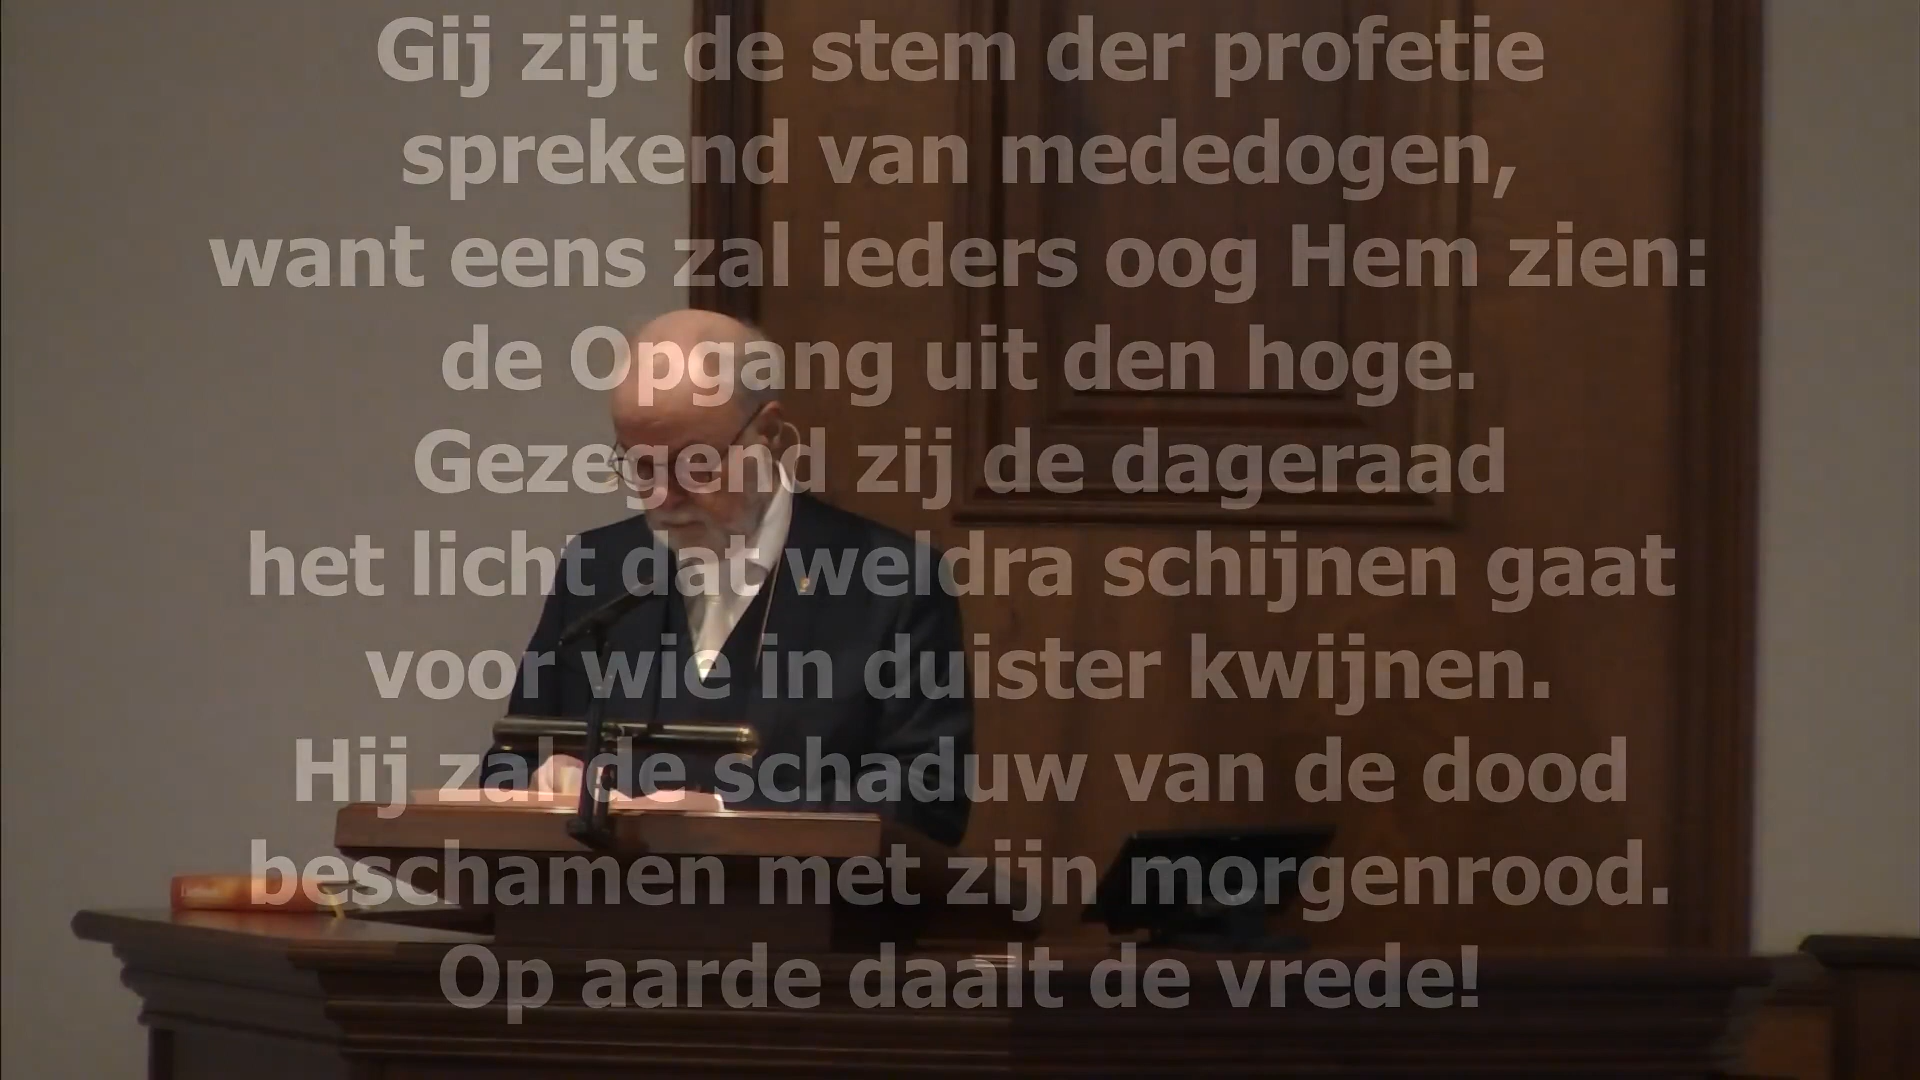 Gij zijt de stem der profetie
sprekend van mededogen,
want eens zal ieders oog Hem zien:
de Opgang uit den hoge.
Gezegend zij de dageraad
het licht dat weldra schijnen gaat
voor wie in duister kwijnen.
Hij zal de schaduw van de dood
beschamen met zijn morgenrood.
Op aarde daalt de vrede!